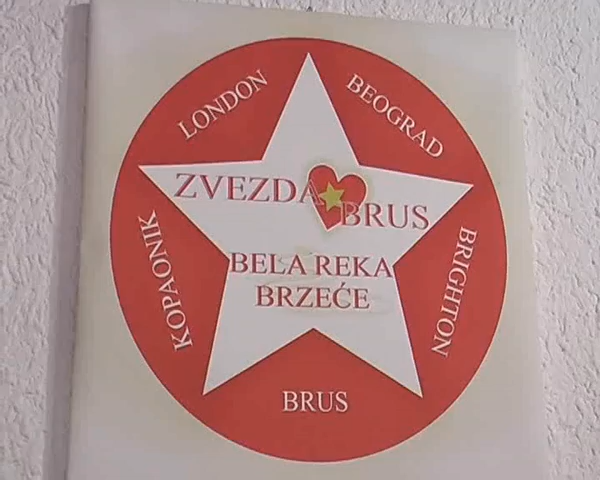 LONDON
BEOGRAD
ZVEZDA BRUS
BELA REKA
BRZEĆE
KOPAONIK
BRIGHTON
BRUS